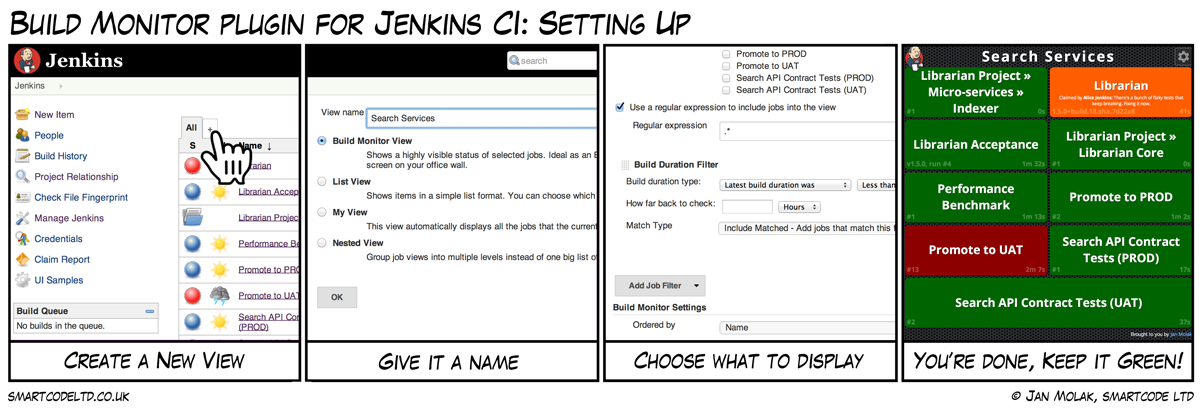 Build Monitor plugin for Jenkins CI: Setting Up
Jenkins
Jenkins
New Item
People
Build History
Project Relationship
Check File Fingerprint
Manage Jenkins
Credentials
Claim Report
UI Samples
Build Queue
No builds in the queue.
All +
S Name ↓
Librarian Accep
Librarian Project
Performance Be
Promote to PRO
Promote to UAT
Search API Con
(PROD)
Create a New View
search
View name Search Services
Build Monitor View
Shows a highly visible status of selected jobs. Ideal as an E
screen on your office wall.
List View
Shows items in a simple list format. You can choose which
My View
This view automatically displays all the jobs that the current
Nested View
Group job views into multiple levels instead of one big list of
OK
Give it a name
Promote to PROD
Promote to UAT
Search API Contract Tests (PROD)
Search API Contract Tests (UAT)
Use a regular expression to include jobs into the view
Regular expression .*
Build Duration Filter
Build duration type: Latest build duration was Less than
How far back to check: Hours
Match Type Include Matched - Add jobs that match this f
Add Job Filter
Build Monitor Settings
Ordered by Name
Choose what to display
Search Services
Librarian Project »
Micro-services »
Indexer
#1 0s
Librarian
Claimed by Alice Jenkins: There's a bunch of flaky tests that
keep breaking. Fixing it now.
41s
Librarian Acceptance
v1.5.0, run #4 1m 32s
Librarian Project »
Librarian Core
#1 0s
Performance
Benchmark
#1 1m 13s
Promote to PROD
#2 1m 2s
Promote to UAT
#13 2m 7s
Search API Contract
Tests (PROD)
#1 17s
Search API Contract Tests (UAT)
#2 37s
Brought to you by Jan Molak
You're done, Keep it Green!
smartcodeltd.co.uk
© Jan Molak, smartcode ltd